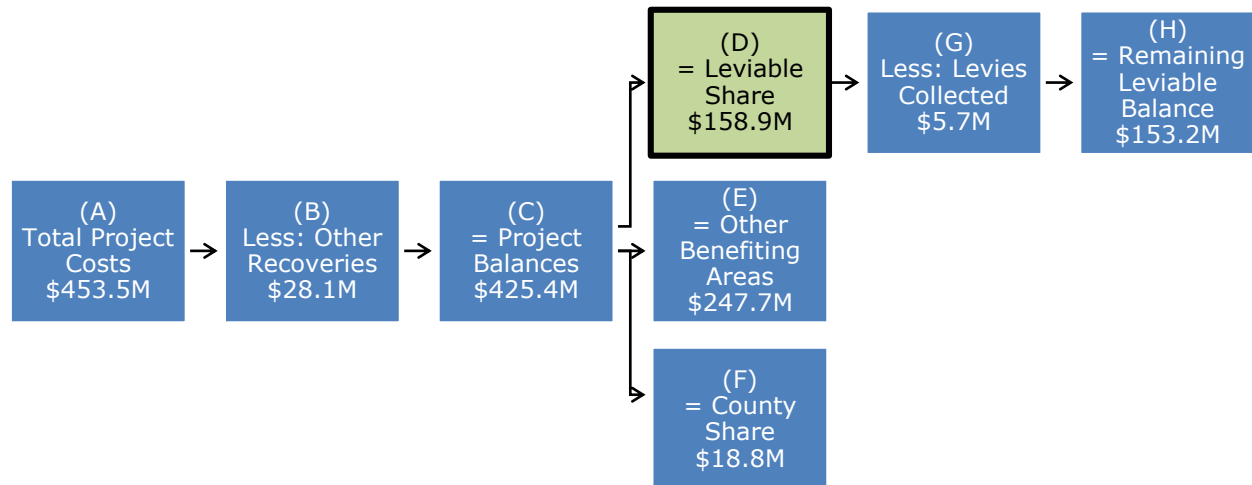 (A)
Total Project
Costs
$453.5M
(B)
Less: Other
Recoveries
$28.1M
(C)
= Project
Balances
$425.4M
(D)
= Leviable
Share
$158.9M
(G)
Less: Levies
Collected
$5.7M
(H)
= Remaining
Leviable
Balance
$153.2M
(E)
= Other
Benefiting
Areas
$247.7M
(F)
= County
Share
$18.8M